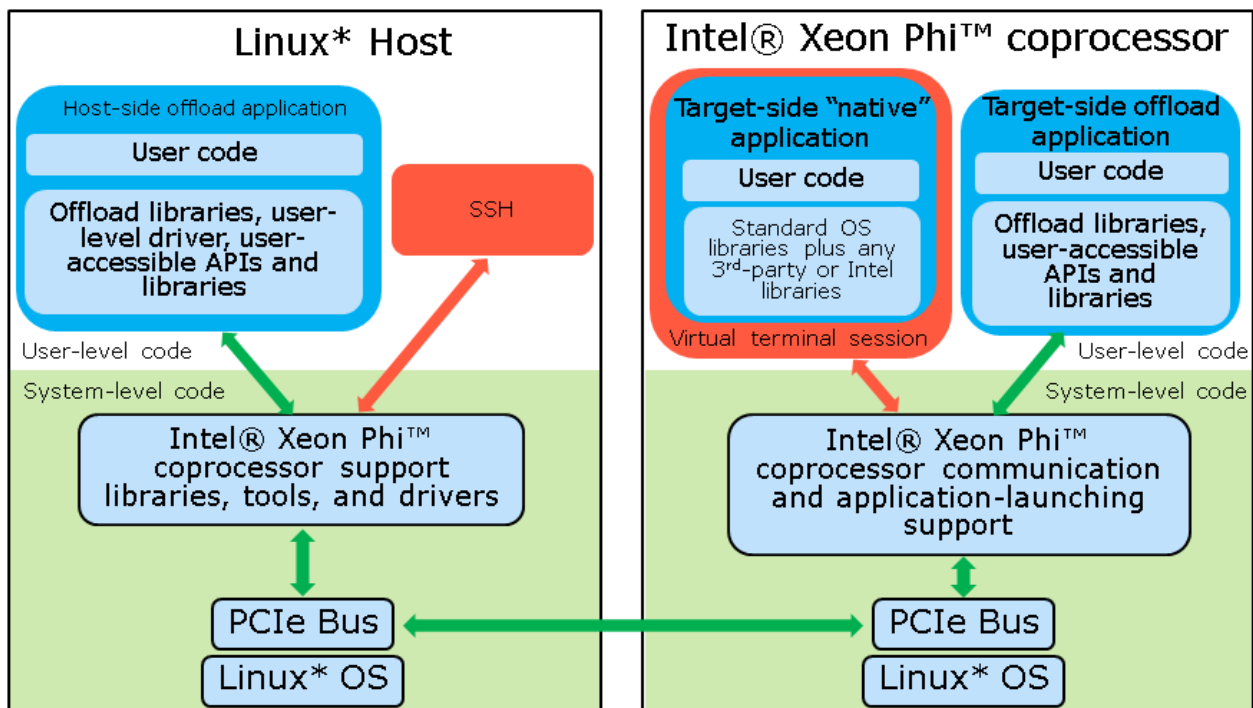 Linux* Host
Host-side offload application
User code
Offload libraries, user-
level driver, user-
accessible APIs and
libraries
SSH
User-level code
System-level code
Intel® Xeon Phi™
coprocessor support
libraries, tools, and drivers
PCIe Bus
Linux* OS
Intel® Xeon Phi™ coprocessor
Target-side “native”
application
User code
Standard OS
libraries plus any
3rd-party or Intel
libraries
Virtual terminal session
Target-side offload
application
User code
Offload libraries,
user-accessible
APIs and
libraries
User-level code
System-level code
Intel® Xeon Phi™
coprocessor communication
and application-launching
support
PCIe Bus
Linux* OS